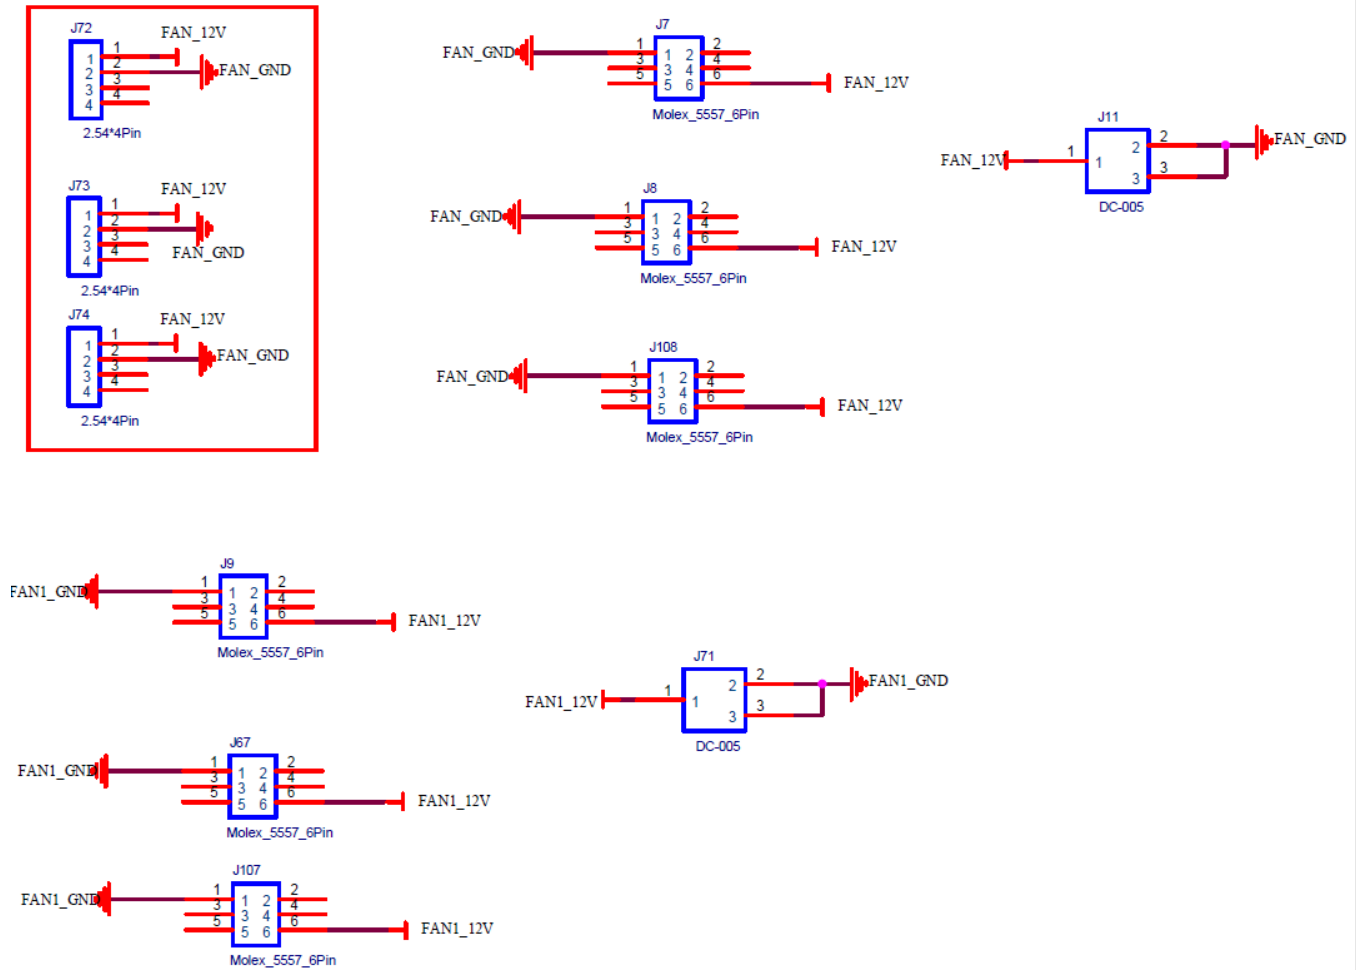 J72
FAN_12V
1
1
2
2
FAN_GND
3
3
4
4
2.54*4Pin
J73
FAN_12V
1
1
2
2
3
3
FAN_GND
4
4
2.54*4Pin
J74
FAN_12V
1
1
2
2
FAN_GND
3
3
4
4
2.54*4Pin
J7
FAN_GND
1 1 2 2
3 3 4 4
5 5 6 6
FAN_12V
Molex_5557_6Pin
J8
FAN_GND
1 1 2 2
3 3 4 4
5 5 6 6
FAN_12V
Molex_5557_6Pin
J108
FAN_GND
1 1 2 2
3 3 4 4
5 5 6 6
FAN_12V
Molex_5557_6Pin
J11
FAN_12V 1 1
2 2 FAN_GND
3 3
DC-005
J9
FAN1_GND
1 1 2 2
3 3 4 4
5 5 6 6
FAN1_12V
Molex_5557_6Pin
J71
FAN1_12V 1 1
2 2 FAN1_GND
3 3
DC-005
J67
FAN1_GND
1 1 2 2
3 3 4 4
5 5 6 6
FAN1_12V
Molex_5557_6Pin
J107
FAN1_GND
1 1 2 2
3 3 4 4
5 5 6 6
FAN1_12V
Molex_5557_6Pin